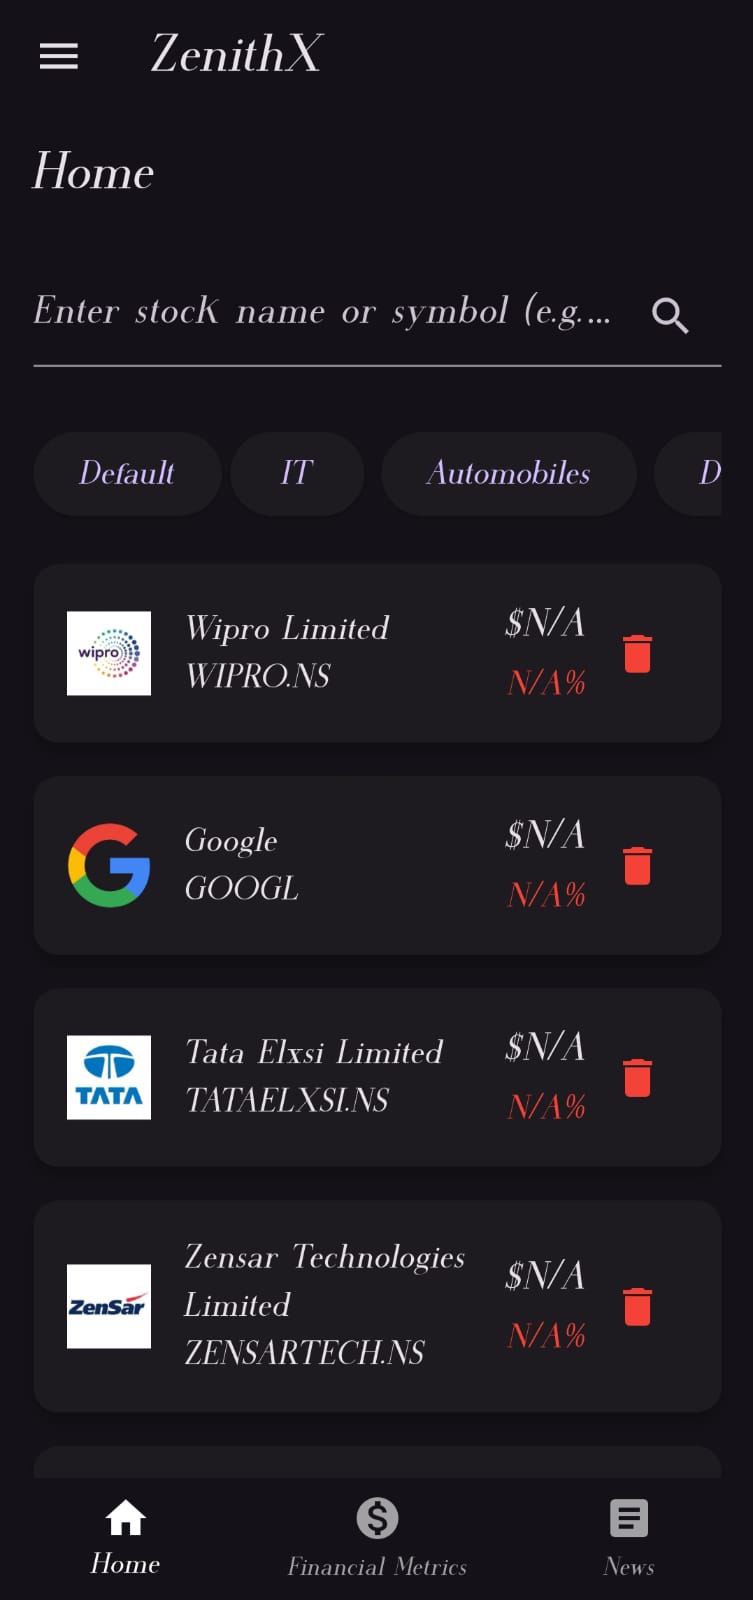 ZenithX
Home
Enter stock name or symbol (e.g....
Default
IT
Automobiles
D
wipro
Wipro Limited
WIPRO.NS
$N/A
N/A%
Google
GOOGL
$N/A
N/A%
TATA
Tata Elxsi Limited
TATAELXSI.NS
$N/A
N/A%
ZenSar
Zensar Technologies
Limited
ZENSARTECH.NS
$N/A
N/A%
Home
Financial Metrics
News